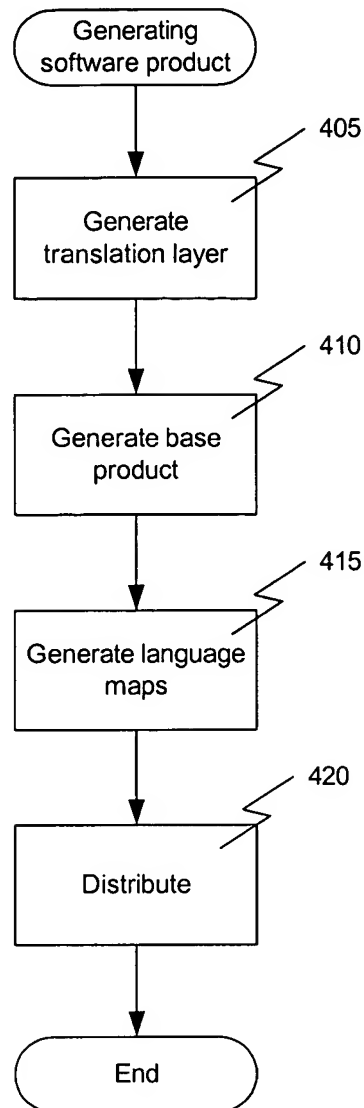 Generating
software product
405
Generate
translation layer
410
Generate base
product
415
Generate language
maps
420
Distribute
End